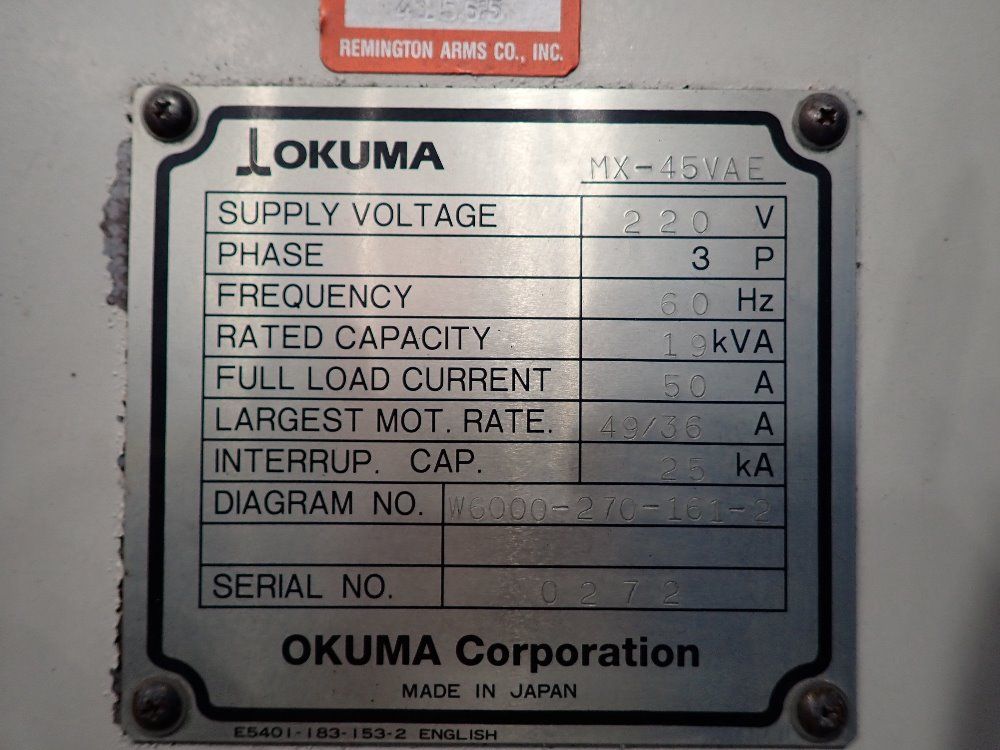 REMINGTON ARMS CO., INC.
OKUMA MX-45VAE
SUPPLY VOLTAGE 220 V
PHASE 3 P
FREQUENCY 60 Hz
RATED CAPACITY 19 kVA
FULL LOAD CURRENT 50 A
LARGEST MOT. RATE. 49/36 A
INTERRUP. CAP. 25 kA
DIAGRAM NO. W6000-270-161-2
SERIAL NO. 0272
OKUMA Corporation
MADE IN JAPAN
E5401-183-153-2 ENGLISH